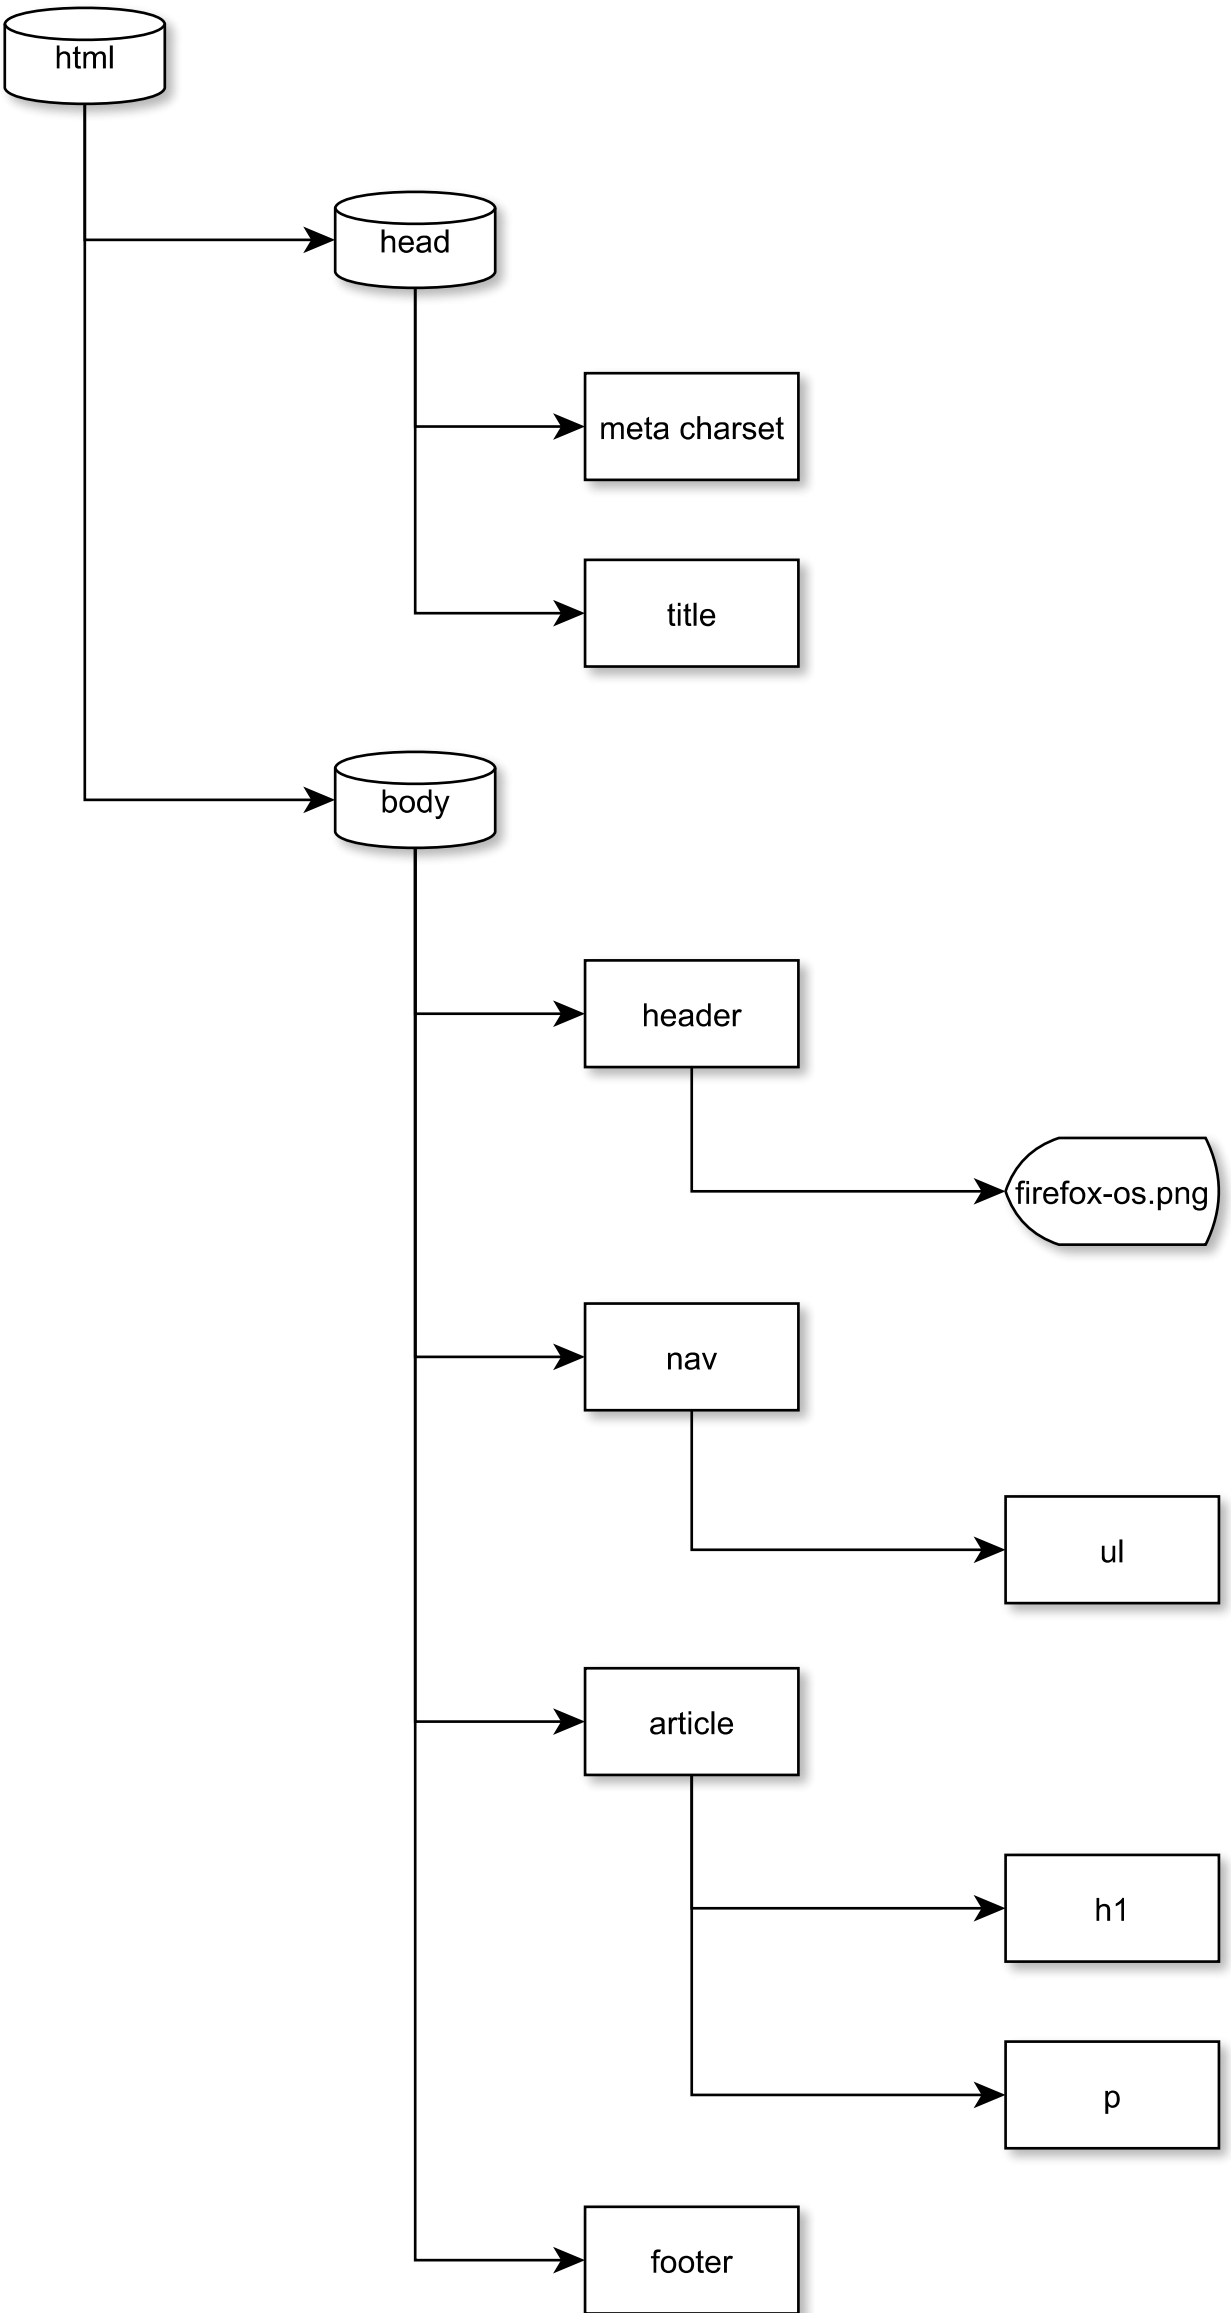 html
head
meta charset
title
body
header
firefox-os.png
nav
ul
article
h1
p
footer